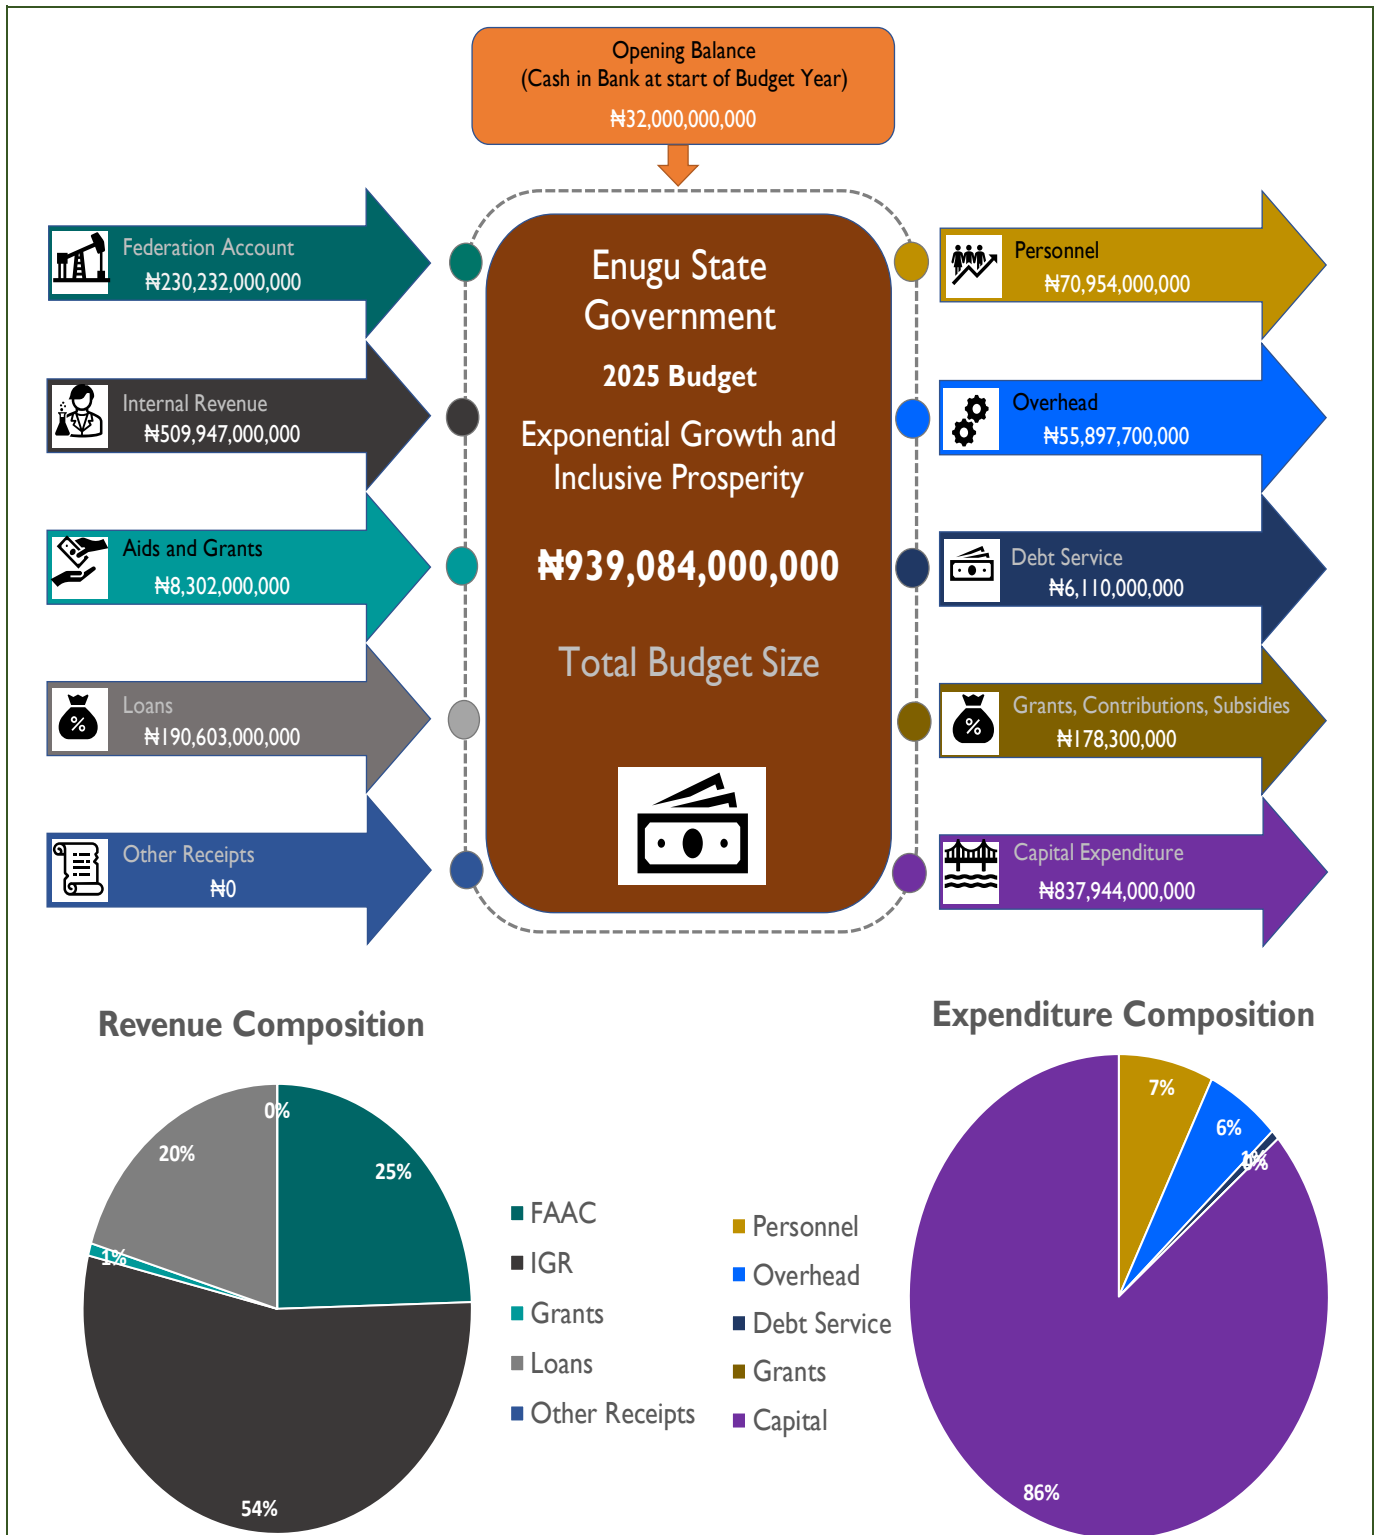 Opening Balance
(Cash in Bank at start of Budget Year)
₦32,000,000,000
Federation Account
₦230,232,000,000
Internal Revenue
₦509,947,000,000
Aids and Grants
₦8,302,000,000
%
Loans
₦190,603,000,000
Other Receipts
₦0
Enugu State
Government
2025 Budget
Exponential Growth and
Inclusive Prosperity
₦939,084,000,000
Total Budget Size
Personnel
₦70,954,000,000
Overhead
₦55,897,700,000
Debt Service
₦6,110,000,000
%
Grants, Contributions, Subsidies
₦178,300,000
Capital Expenditure
₦837,944,000,000
Revenue Composition
0%
20%
25%
1%
54%
FAAC
IGR
Grants
Loans
Other Receipts
Expenditure Composition
7%
6%
1%
0%
86%
Personnel
Overhead
Debt Service
Grants
Capital